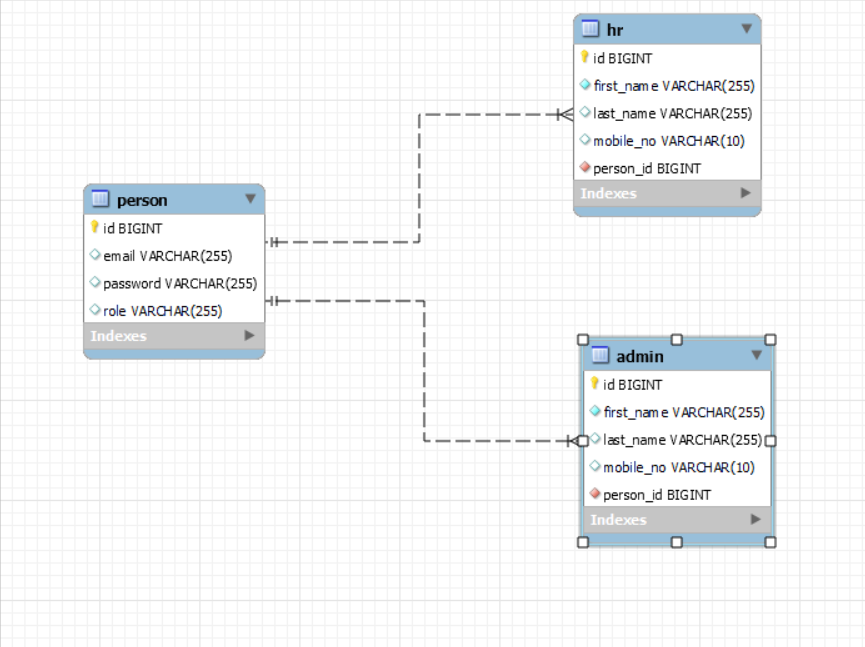 hr
id BIGINT
first_name VARCHAR(255)
last_name VARCHAR(255)
mobile_no VARCHAR(10)
person_id BIGINT
Indexes
person
id BIGINT
email VARCHAR(255)
password VARCHAR(255)
role VARCHAR(255)
Indexes
admin
id BIGINT
first_name VARCHAR(255)
last_name VARCHAR(255)
mobile_no VARCHAR(10)
person_id BIGINT
Indexes